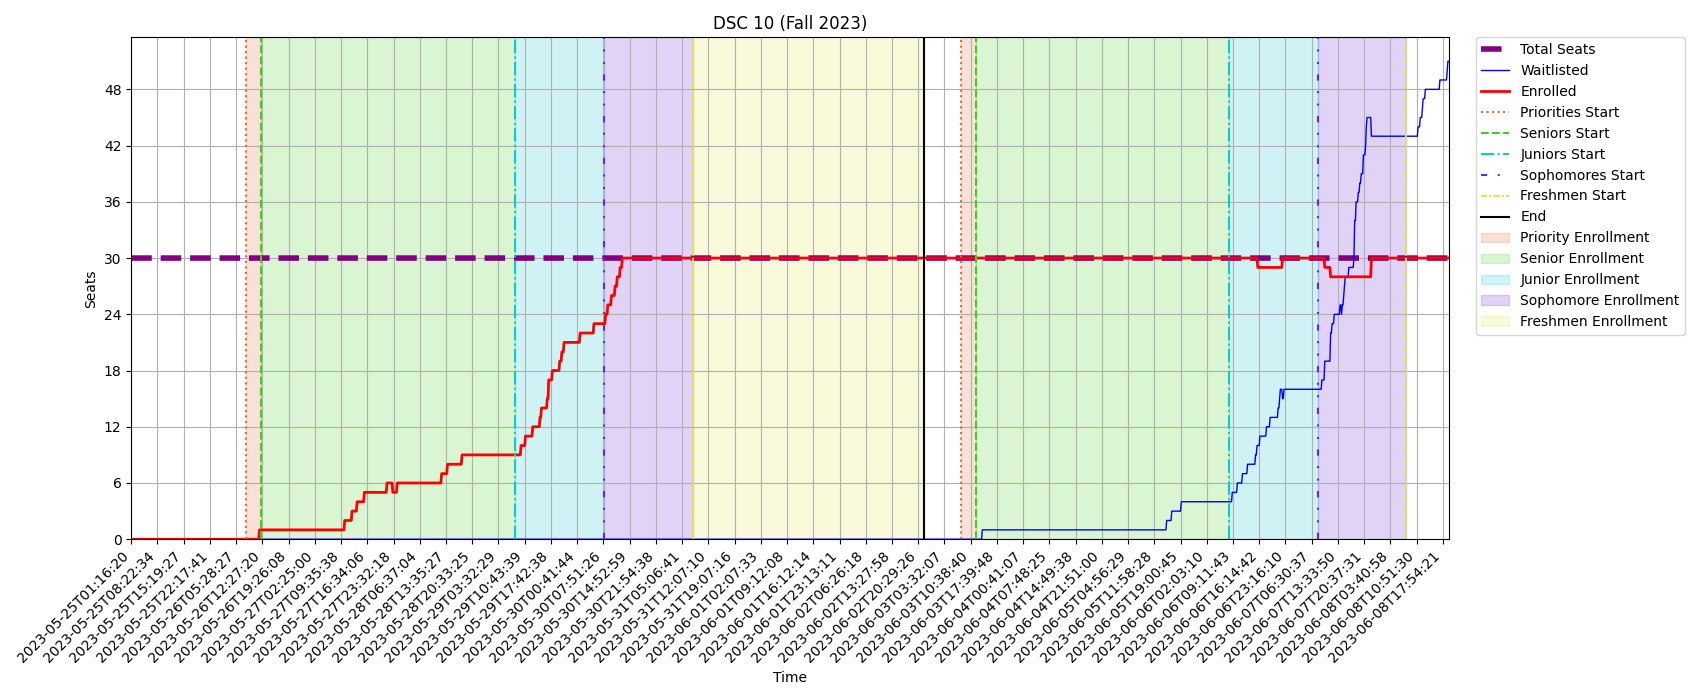 DSC 10 (Fall 2023)
Seats
48
42
36
30
24
18
12
6
0
2023-05-25T01:16:20
2023-05-25T08:22:34
2023-05-25T15:19:27
2023-05-25T22:17:41
2023-05-26T05:28:27
2023-05-26T12:27:20
2023-05-26T19:26:08
2023-05-27T02:25:00
2023-05-27T09:35:38
2023-05-27T16:34:06
2023-05-27T23:32:18
2023-05-28T06:37:04
2023-05-28T13:35:27
2023-05-28T20:33:25
2023-05-29T03:32:29
2023-05-29T10:43:39
2023-05-29T17:42:38
2023-05-30T00:41:44
2023-05-30T07:51:26
2023-05-30T14:52:59
2023-05-30T21:54:38
2023-05-31T05:06:41
2023-05-31T12:07:10
2023-05-31T19:07:16
2023-06-01T02:07:33
2023-06-01T09:12:08
2023-06-01T16:12:14
2023-06-01T23:13:11
2023-06-02T06:26:18
2023-06-02T13:27:58
2023-06-02T20:29:26
2023-06-03T03:32:07
2023-06-03T10:38:40
2023-06-03T17:39:48
2023-06-04T00:41:07
2023-06-04T07:48:25
2023-06-04T14:49:38
2023-06-04T21:51:00
2023-06-05T04:56:29
2023-06-05T11:58:28
2023-06-05T19:00:45
2023-06-06T02:03:10
2023-06-06T09:11:43
2023-06-06T16:14:42
2023-06-06T23:16:10
2023-06-07T06:30:37
2023-06-07T13:33:50
2023-06-07T20:37:31
2023-06-08T03:40:58
2023-06-08T10:51:30
2023-06-08T17:54:21
Time
Total Seats
Waitlisted
Enrolled
Priorities Start
Seniors Start
Juniors Start
Sophomores Start
Freshmen Start
End
Priority Enrollment
Senior Enrollment
Junior Enrollment
Sophomore Enrollment
Freshmen Enrollment